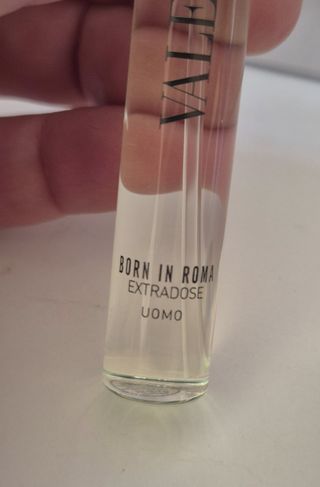 VALE
BORN IN ROMA
EXTRADOSE
UOMO